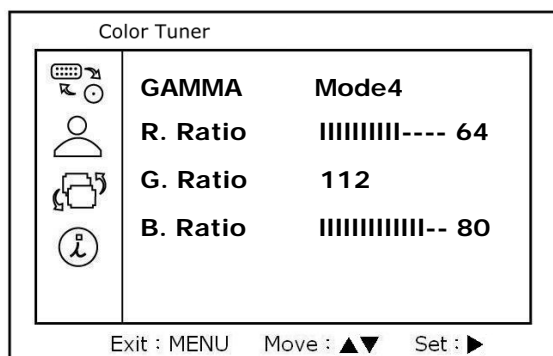 Color Tuner
GAMMA Mode4
R. Ratio IIIIIIIIII---- 64
G. Ratio 112
B. Ratio IIIIIIIIIIIII-- 80
Exit : MENU Move : ▲▼ Set : ▶